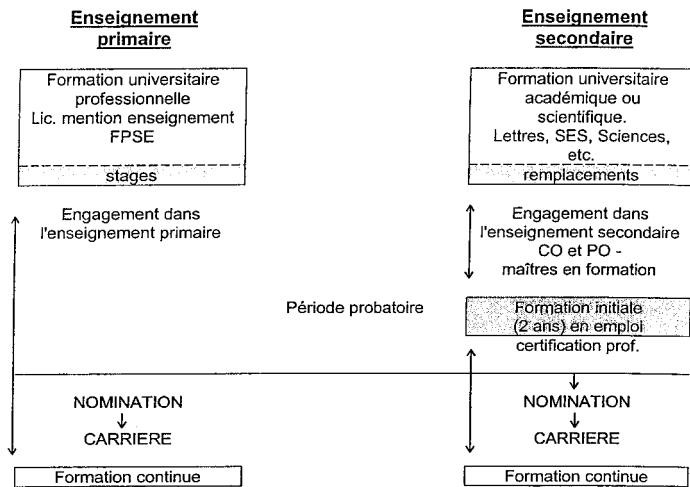 Enseignement
primaire
Formation universitaire
professionnelle
Lic. mention enseignement
FPSE
stages
Engagement dans
l'enseignement primaire
NOMINATION
CARRIERE
Formation continue
Enseignement
secondaire
Formation universitaire
académique ou
scientifique.
Lettres, SES, Sciences,
etc.
remplacements
Engagement dans
l'enseignement secondaire
CO et PO -
maîtres en formation
Période probatoire
Formation initiale
(2 ans) en emploi
certification prof.
NOMINATION
CARRIERE
Formation continue